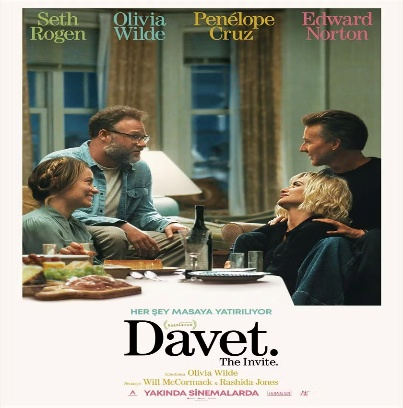 Seth Rogen
Olivia Wilde
Penélope Cruz
Edward Norton
HER ŞEY MASAYA YATIRILIYOR
Davet.
The Invite.
Olivia Wilde
Will McCormack & Rashida Jones
YAKINDA SİNEMALARDA